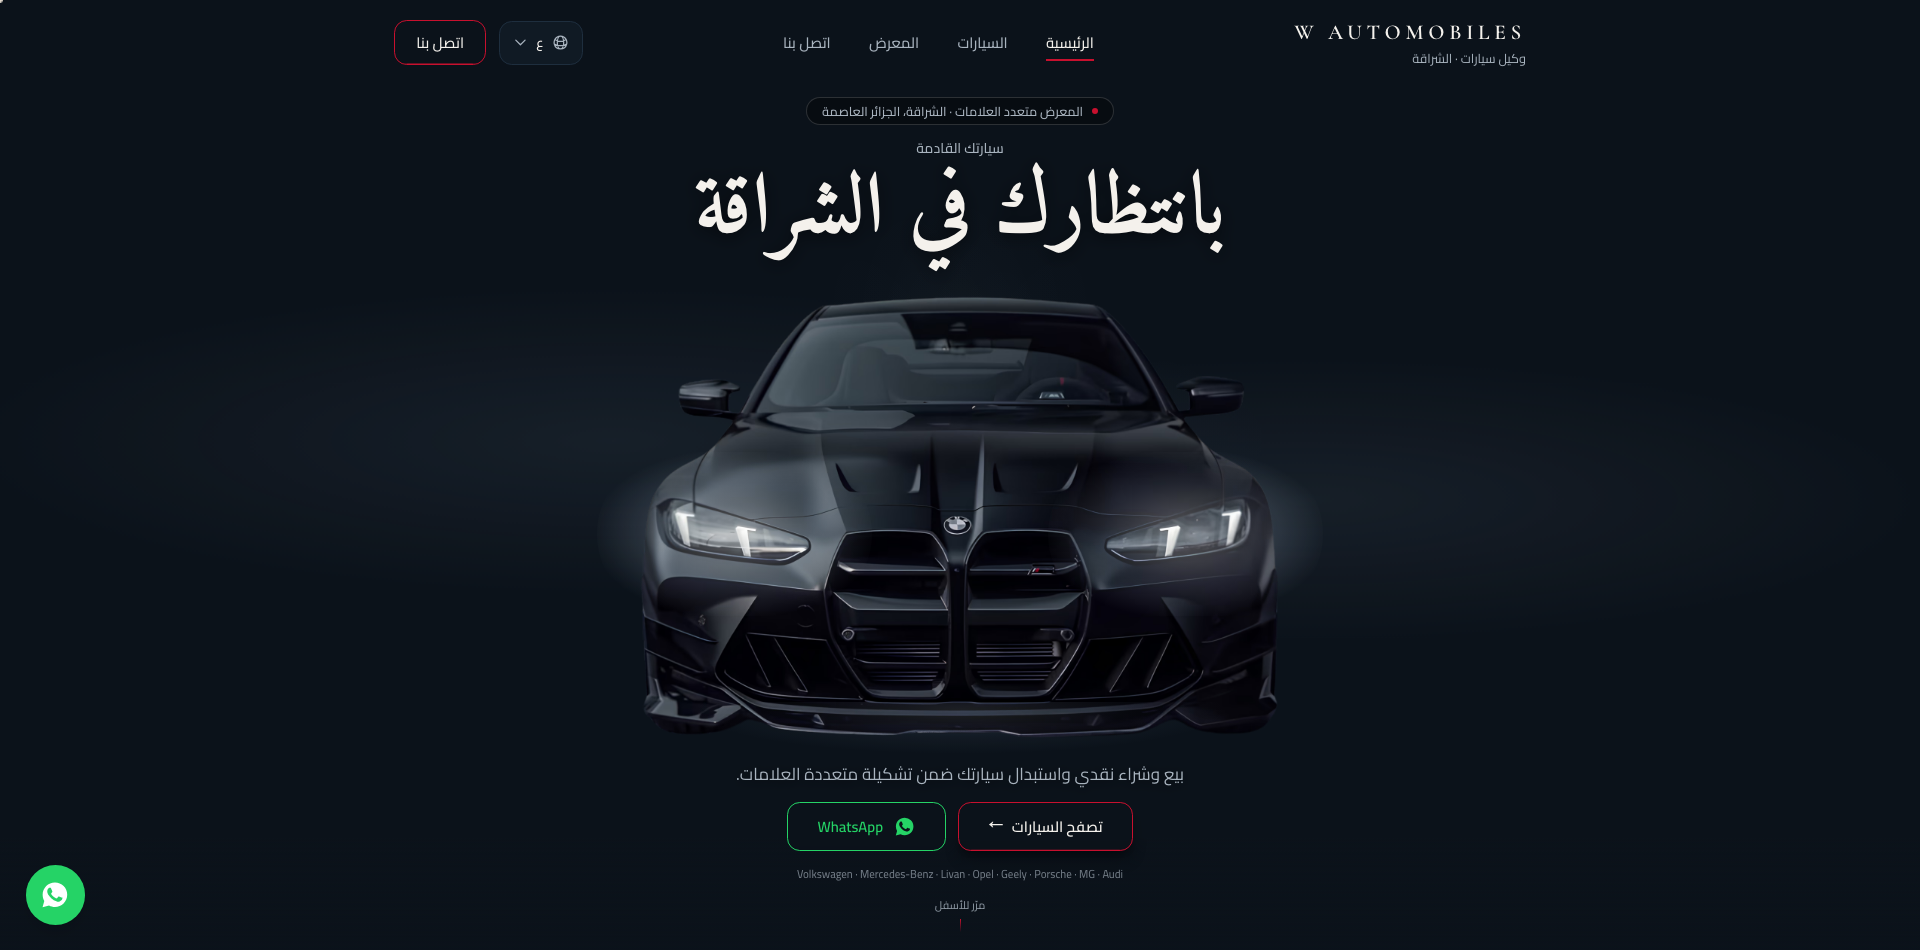 W AUTOMOBILES
وكيل سيارات · الشراقة
الرئيسية
السيارات
المعرض
اتصل بنا
ع
اتصل بنا
المعرض متعدد العلامات · الشراقة، الجزائر العاصمة
سيارتك القادمة
بانتظارك في الشراقة
بيع وشراء نقدي واستبدال سيارتك ضمن تشكيلة متعددة العلامات.
تصفح السيارات ←
WhatsApp
Volkswagen · Mercedes-Benz · Livan · Opel · Geely · Porsche · MG · Audi
مرّر للأسفل